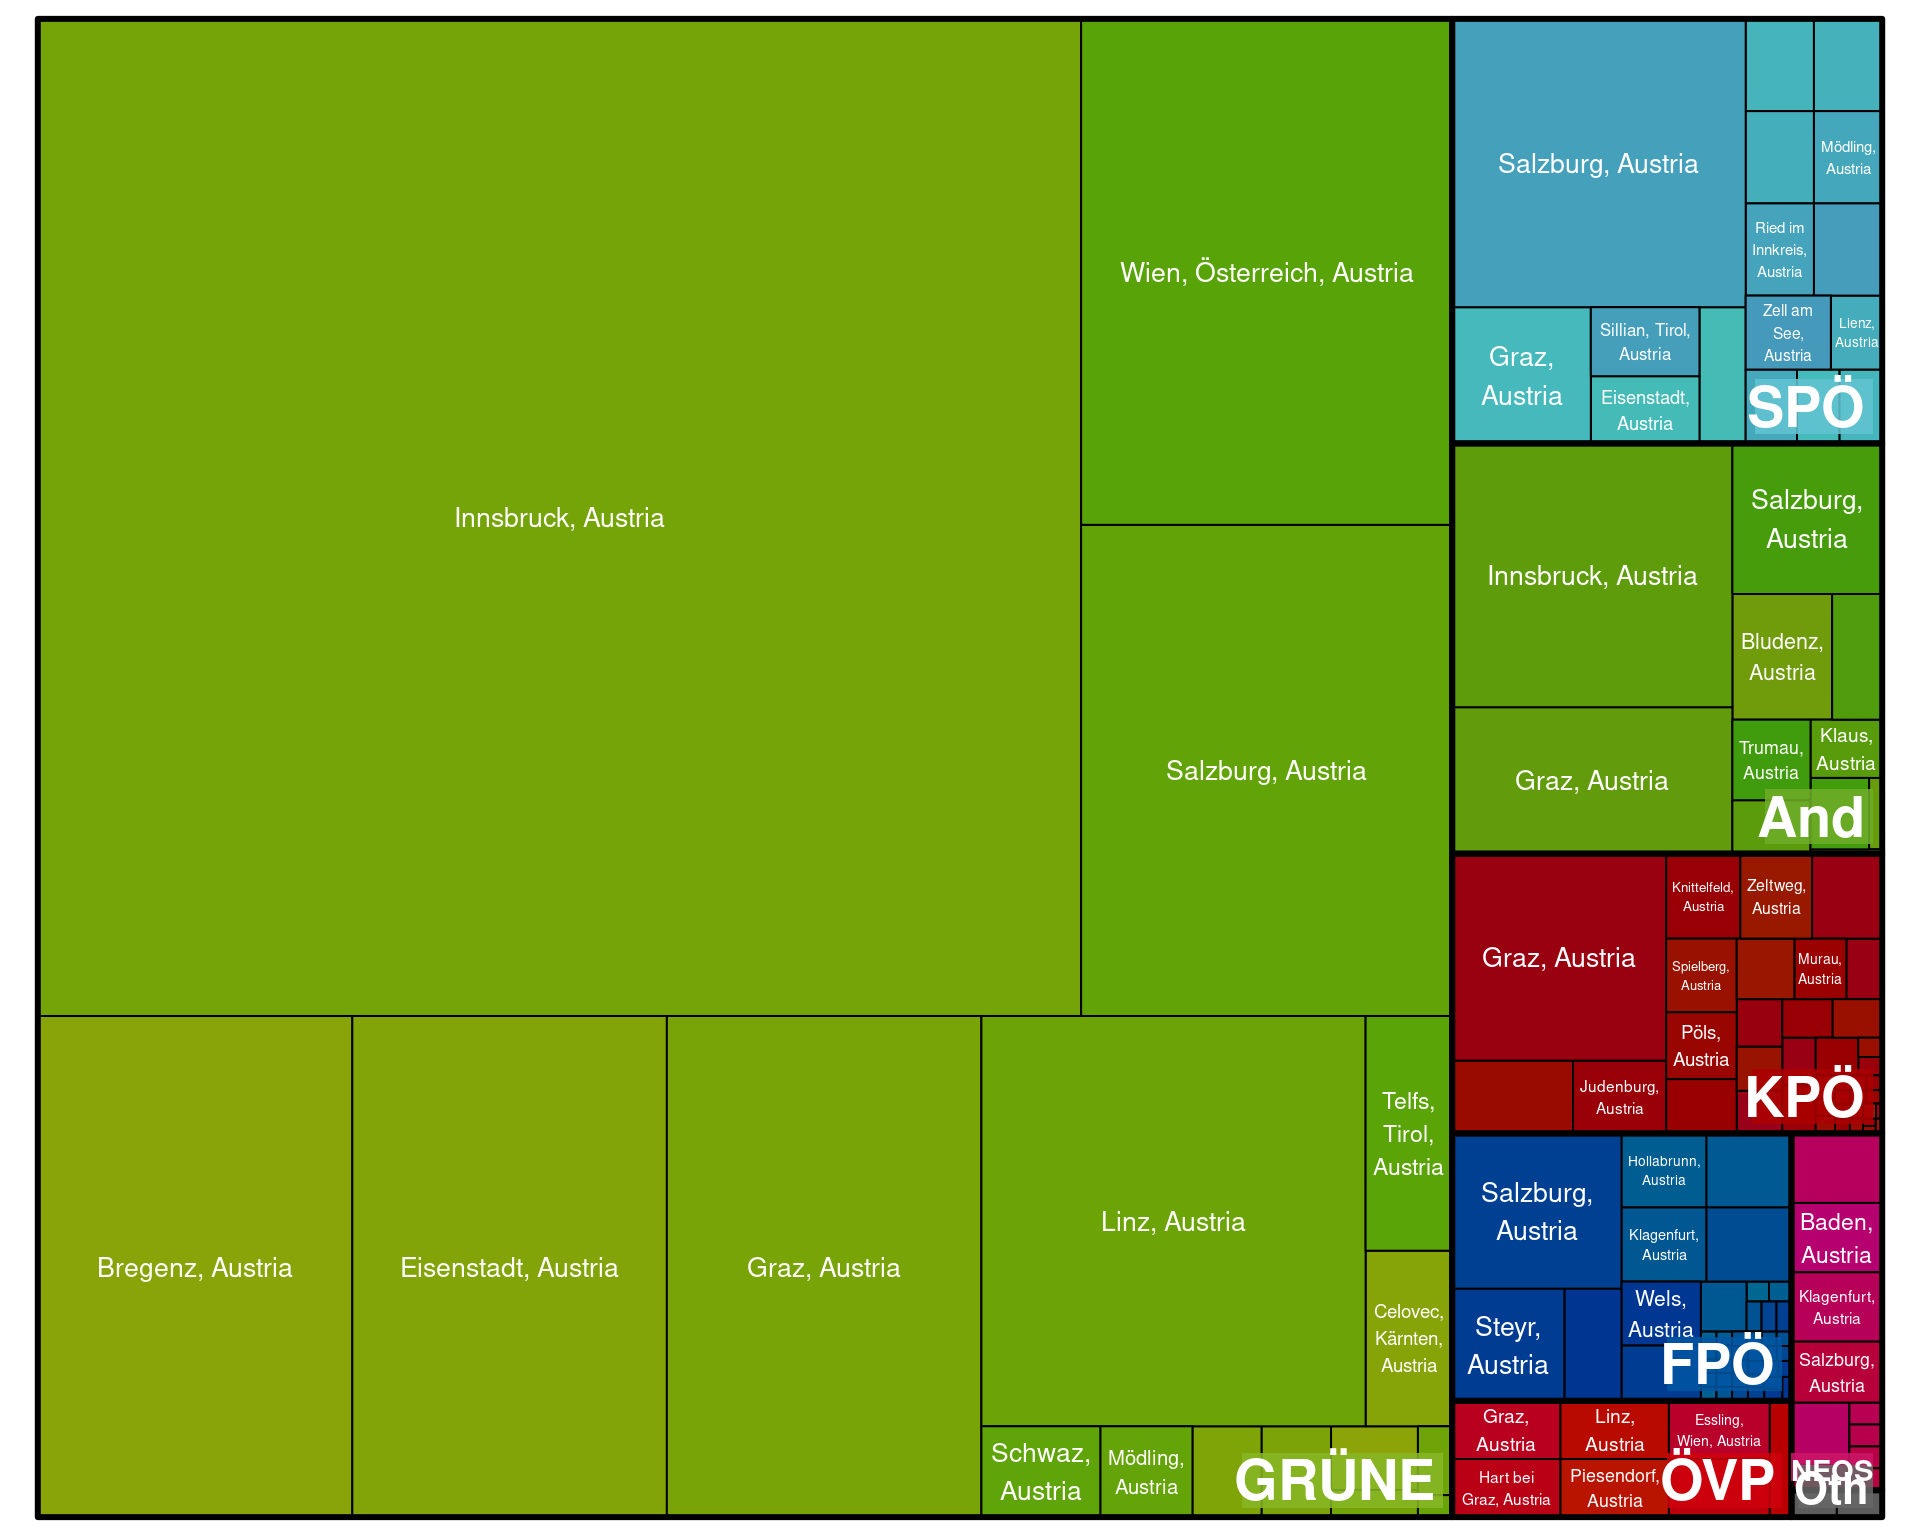 Innsbruck, Austria
Wien, Österreich, Austria
Salzburg, Austria
Bregenz, Austria
Eisenstadt, Austria
Graz, Austria
Linz, Austria
Telfs,
Tirol,
Austria
Celovec,
Kärnten,
Austria
Schwaz,
Austria
Mödling,
Austria
GRÜNE
Salzburg, Austria
Mödling,
Austria
Ried im
Innkreis,
Austria
Zell am
See,
Austria
Lienz,
Austria
Graz,
Austria
Sillian, Tirol,
Austria
Eisenstadt,
Austria
SPÖ
Innsbruck, Austria
Salzburg,
Austria
Bludenz,
Austria
Graz, Austria
Trumau,
Austria
Klaus,
Austria
And
Graz, Austria
Knittelfeld,
Austria
Zeltweg,
Austria
Spielberg,
Austria
Murau,
Austria
Pöls,
Austria
Judenburg,
Austria
KPÖ
Salzburg,
Austria
Hollabrunn,
Austria
Klagenfurt,
Austria
Steyr,
Austria
Wels,
Austria
FPÖ
Baden,
Austria
Klagenfurt,
Austria
Salzburg,
Austria
NEOS
Oth
Graz,
Austria
Linz,
Austria
Essling,
Wien, Austria
Hart bei
Graz, Austria
Piesendorf,
Austria
ÖVP